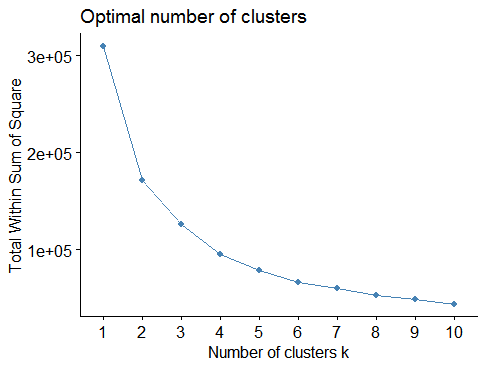 Optimal number of clusters
Total Within Sum of Square
3e+05
2e+05
1e+05
1 2 3 4 5 6 7 8 9 10
Number of clusters k